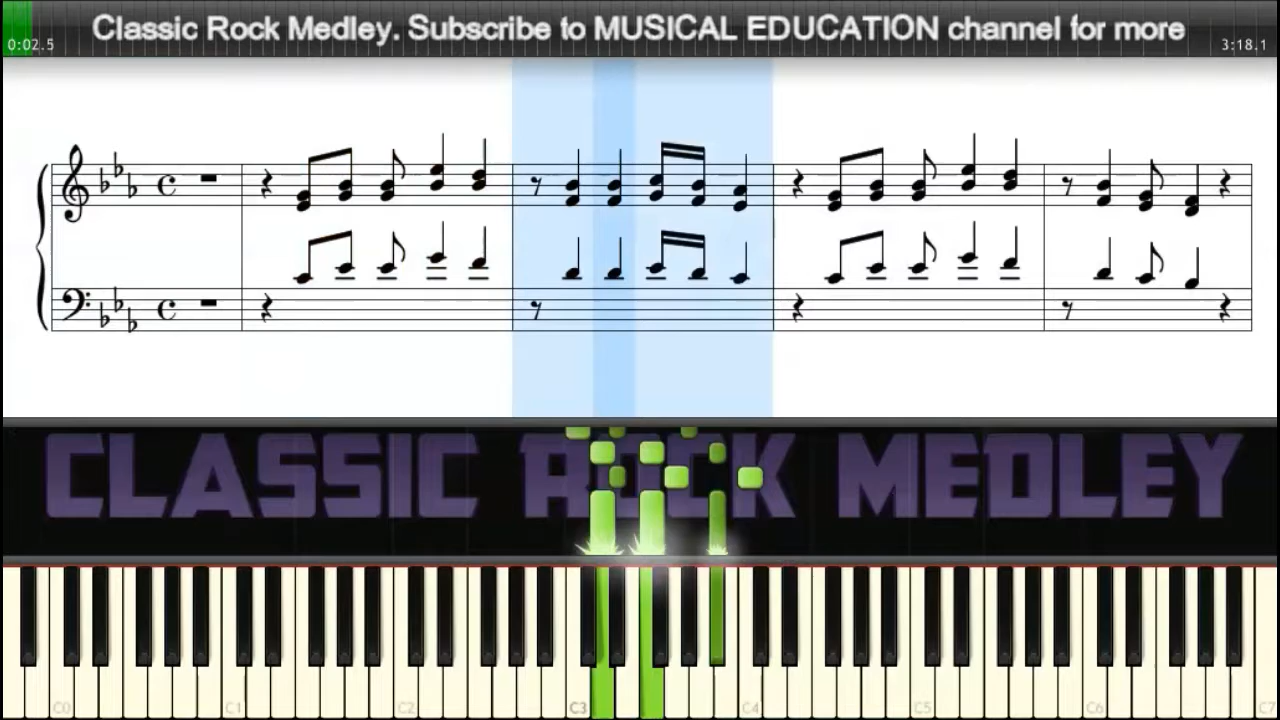 Classic Rock Medley. Subscribe to MUSICAL EDUCATION channel for more
0:02.5
3:18.1
CLASSIC ROCK MEDLEY
C0 C1 C2 C3 C4 C5 C6 C7